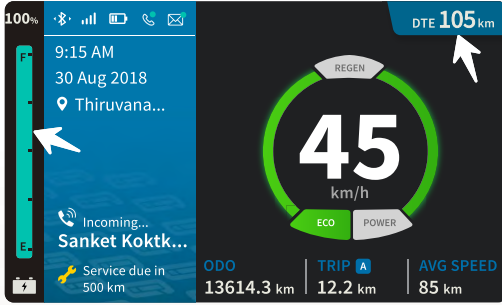 100%
F
E
9:15 AM
30 Aug 2018
Thiruvana...
Incoming...
Sanket Koktk...
Service due in
500 km
DTE 105 km
REGEN
45
km/h
ECO POWER
ODO TRIP A AVG SPEED
13614.3 km 12.2 km 85 km